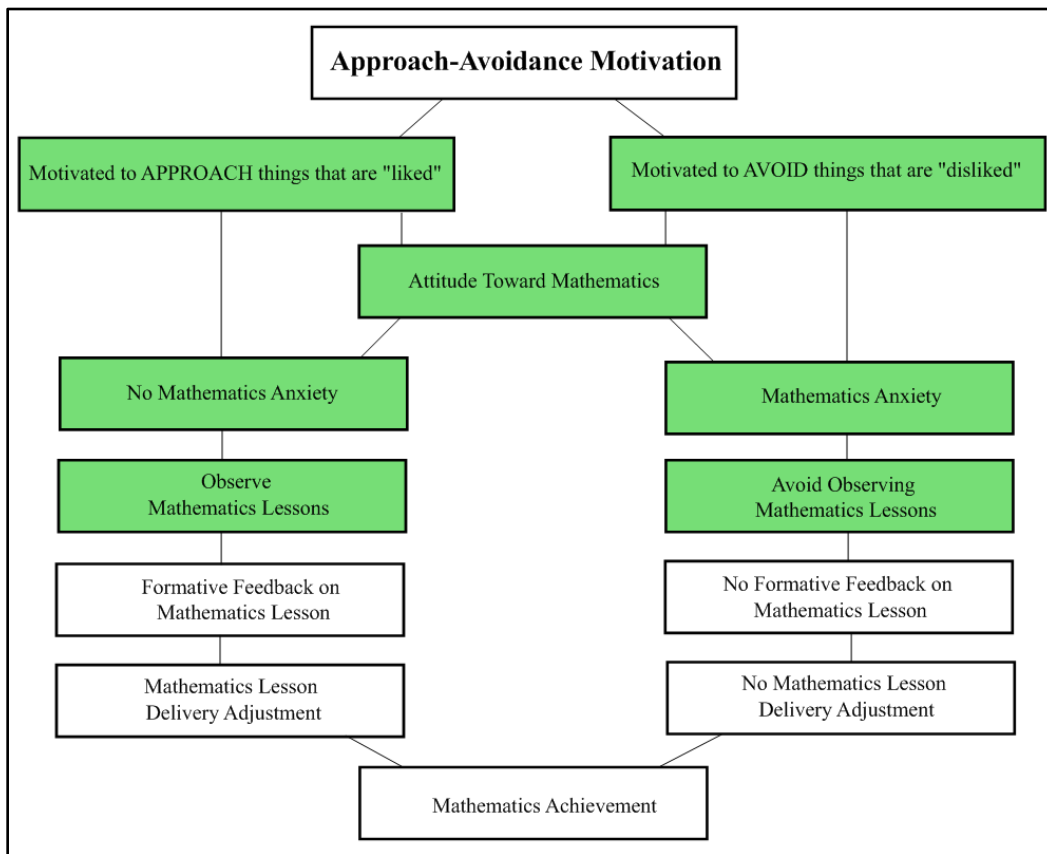 Approach-Avoidance Motivation
Motivated to APPROACH things that are "liked"
Motivated to AVOID things that are "disliked"
Attitude Toward Mathematics
No Mathematics Anxiety
Mathematics Anxiety
Observe
Mathematics Lessons
Avoid Observing
Mathematics Lessons
Formative Feedback on
Mathematics Lesson
No Formative Feedback on
Mathematics Lesson
Mathematics Lesson
Delivery Adjustment
No Mathematics Lesson
Delivery Adjustment
Mathematics Achievement